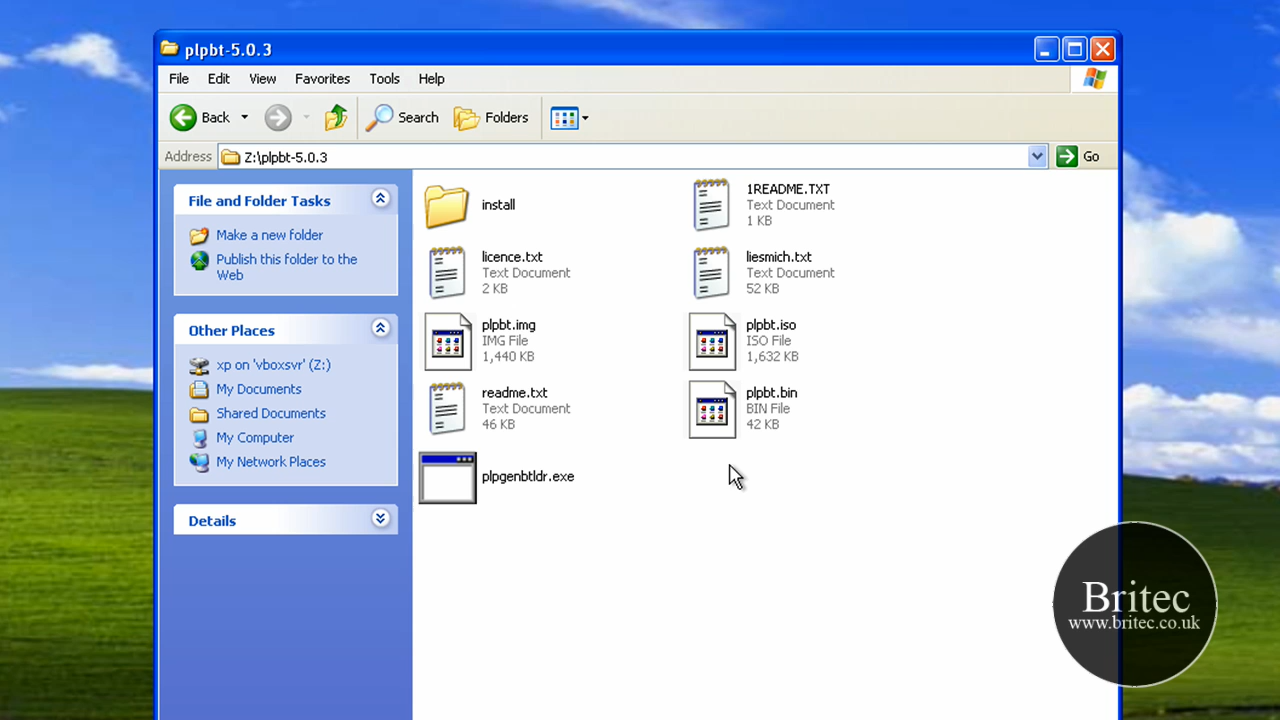 plpbt-5.0.3
File Edit View Favorites Tools Help
Back Search Folders
Address Z:\plpbt-5.0.3 Go
File and Folder Tasks
Make a new folder
Publish this folder to the
Web
Other Places
xp on 'vboxsvr' (Z:)
My Documents
Shared Documents
My Computer
My Network Places
Details
install
1README.TXT
Text Document
1 KB
licence.txt
Text Document
2 KB
liesmich.txt
Text Document
52 KB
plpbt.img
IMG File
1,440 KB
plpbt.iso
ISO File
1,632 KB
readme.txt
Text Document
46 KB
plpbt.bin
BIN File
42 KB
plpgenbtldr.exe
Britec
www.britec.co.uk